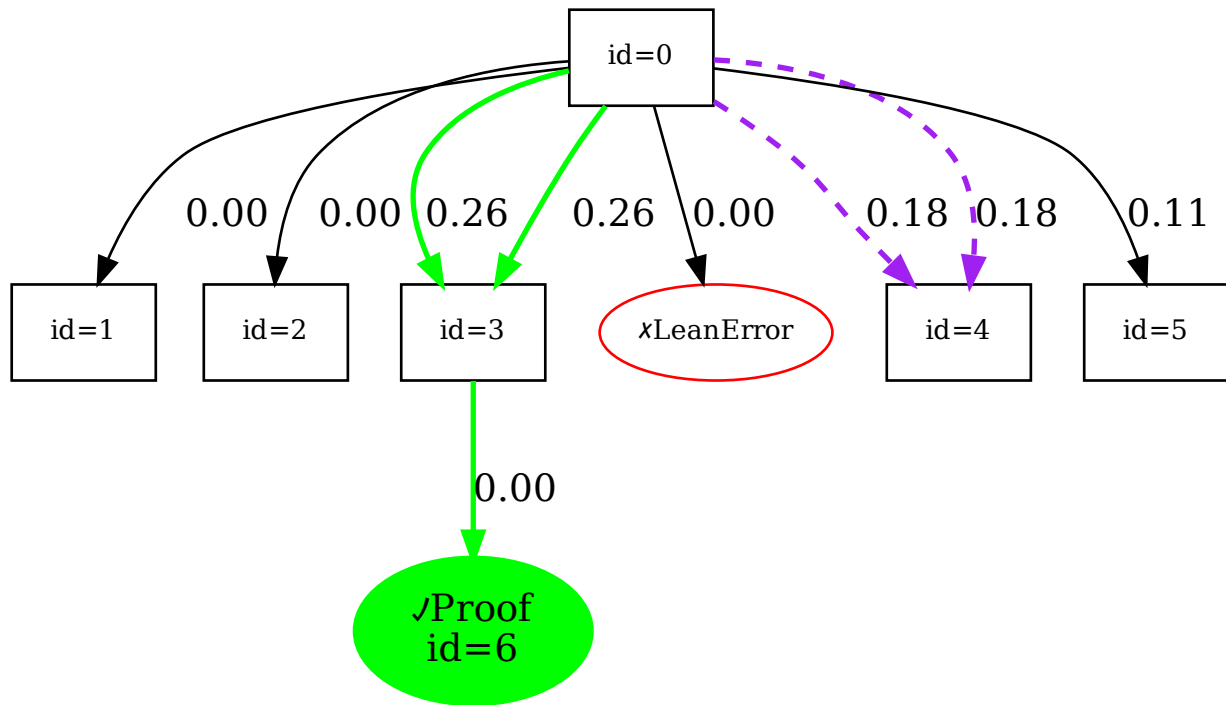 id=0
0.00
0.00
0.26
0.26
0.00
0.18
0.18
0.11
id=1
id=2
id=3
✗LeanError
id=4
id=5
0.00
✓Proof
id=6